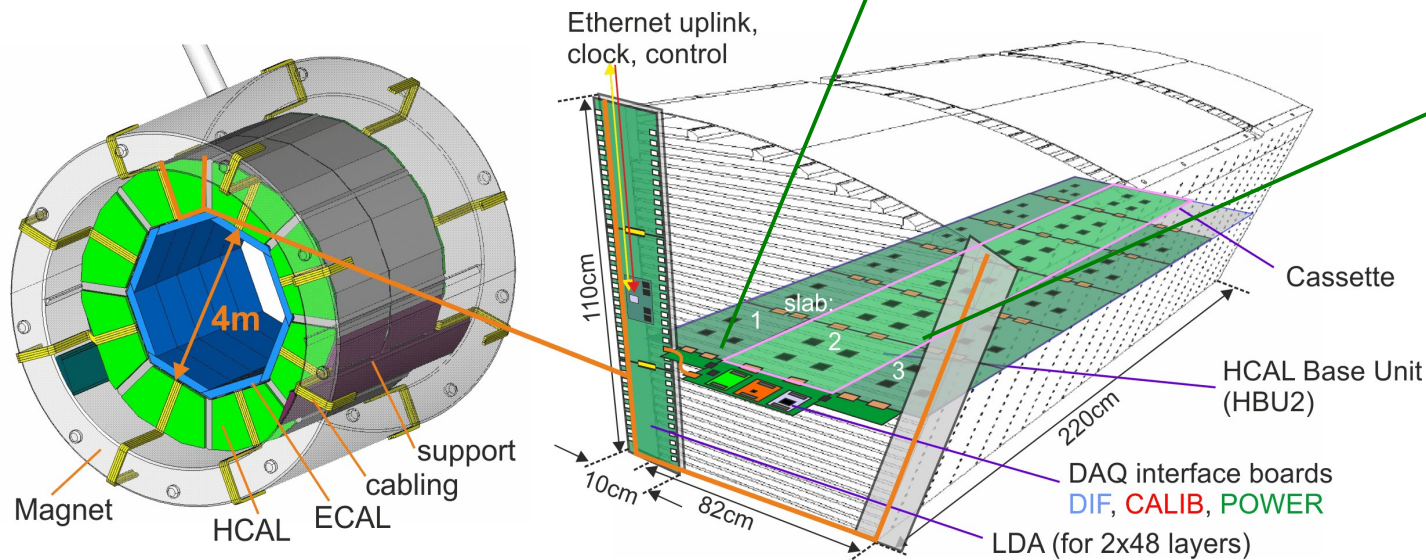 Ethernet uplink,
clock, control
4m
Magnet
HCAL
ECAL
cabling
support
110cm
10cm
82cm
220cm
slab:
1
2
3
Cassette
HCAL Base Unit
(HBU2)
DAQ interface boards
DIF, CALIB, POWER
LDA (for 2x48 layers)